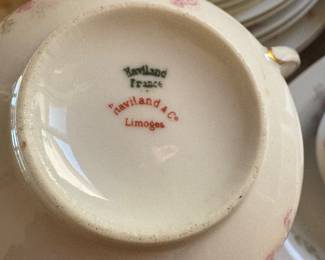 Haviland
France
Haviland & Co
Limoges